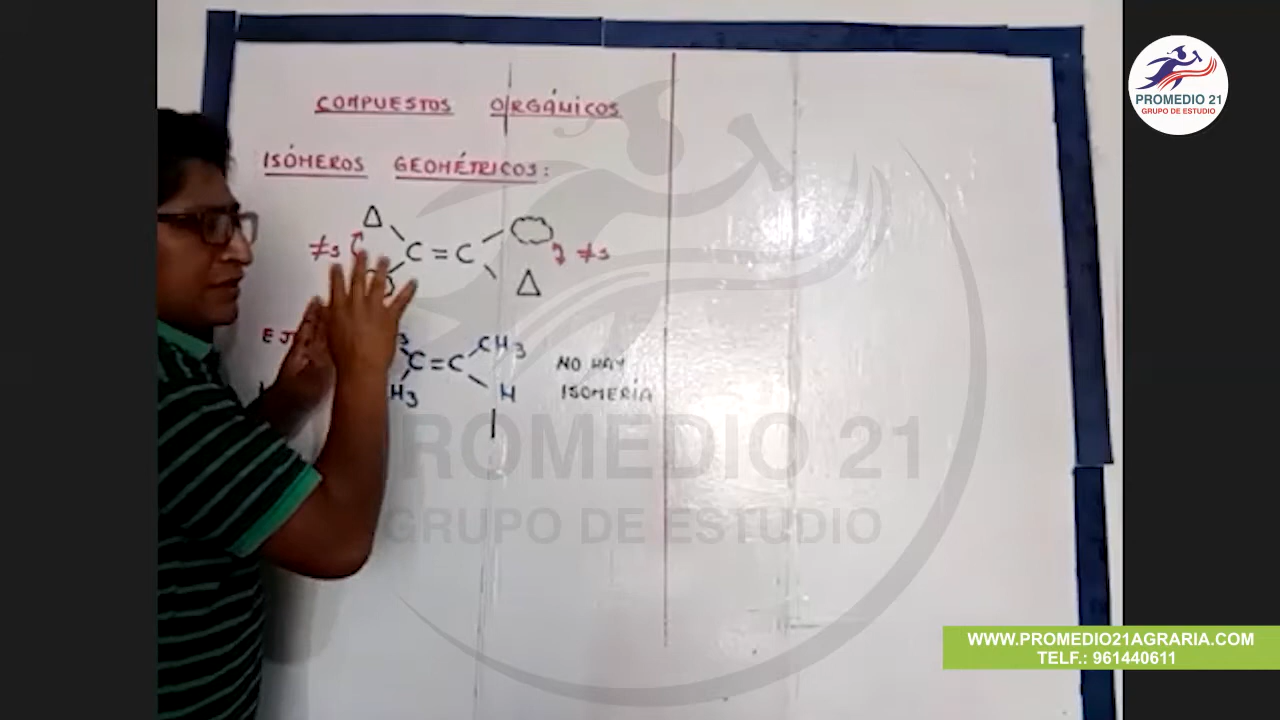 COMPUESTOS ORGÁNICOS
ISÓMEROS GEOMÉTRICOS:
≠s C = C ≠s
CH3
C = C NO HAY
H3 H ISOMERÍA
PROMEDIO 21
GRUPO DE ESTUDIO
PROMEDIO 21
GRUPO DE ESTUDIO
WWW.PROMEDIO21AGRARIA.COM
TELF.: 961440611